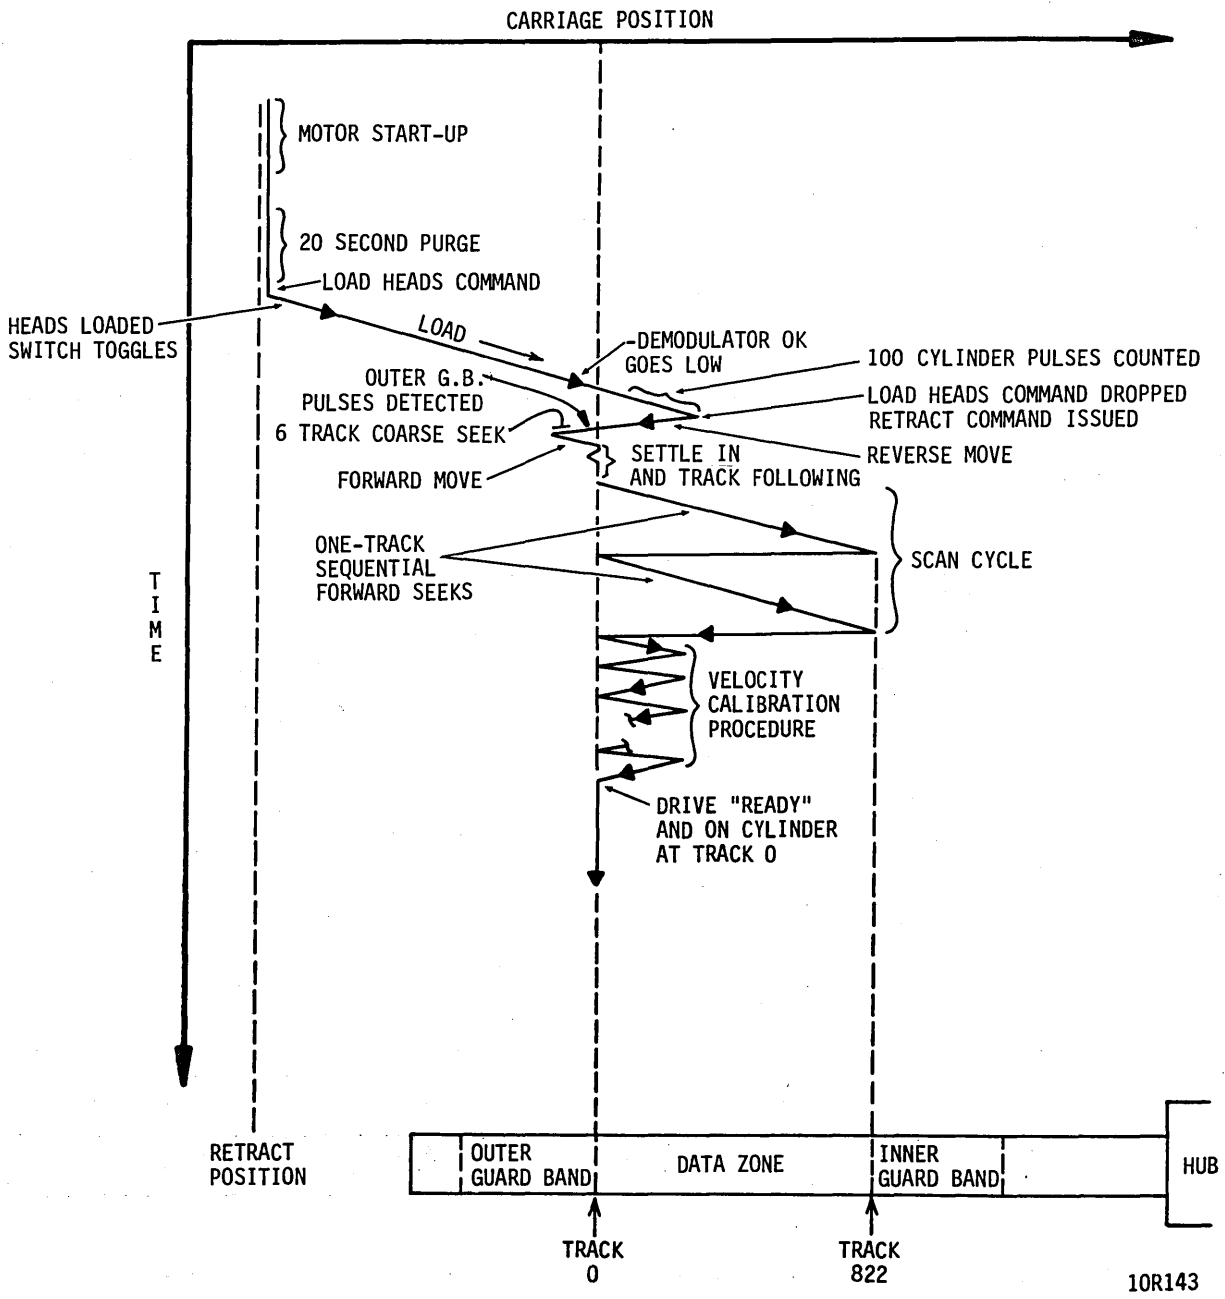 CARRIAGE POSITION
MOTOR START-UP
20 SECOND PURGE
LOAD HEADS COMMAND
HEADS LOADED
SWITCH TOGGLES
LOAD
-DEMODULATOR OK
GOES LOW
100 CYLINDER PULSES COUNTED
OUTER G.B.
PULSES DETECTED
LOAD HEADS COMMAND DROPPED
RETRACT COMMAND ISSUED
6 TRACK COARSE SEEK
REVERSE MOVE
FORWARD MOVE
SETTLE IN
AND TRACK FOLLOWING
ONE-TRACK
SEQUENTIAL
FORWARD SEEKS
SCAN CYCLE
TIME
VELOCITY
CALIBRATION
PROCEDURE
DRIVE "READY"
AND ON CYLINDER
AT TRACK 0
RETRACT
POSITION
OUTER
GUARD BAND
DATA ZONE
INNER
GUARD BAND
HUB
TRACK
0
TRACK
822
10R143